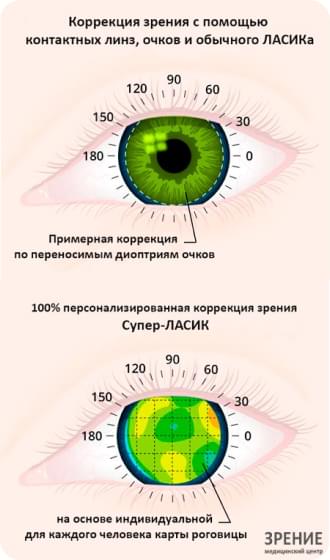 Коррекция зрения с помощью
контактных линз, очков и обычного ЛАСИКа
90
120 60
150 30
180 0
Примерная коррекция
по переносимым диоптриям очков
100% персонализированная коррекция зрения
Супер-ЛАСИК
90
120 60
150 30
180 0
на основе индивидуальной
для каждого человека карты роговицы
ЗРЕНИЕ
медицинский центр